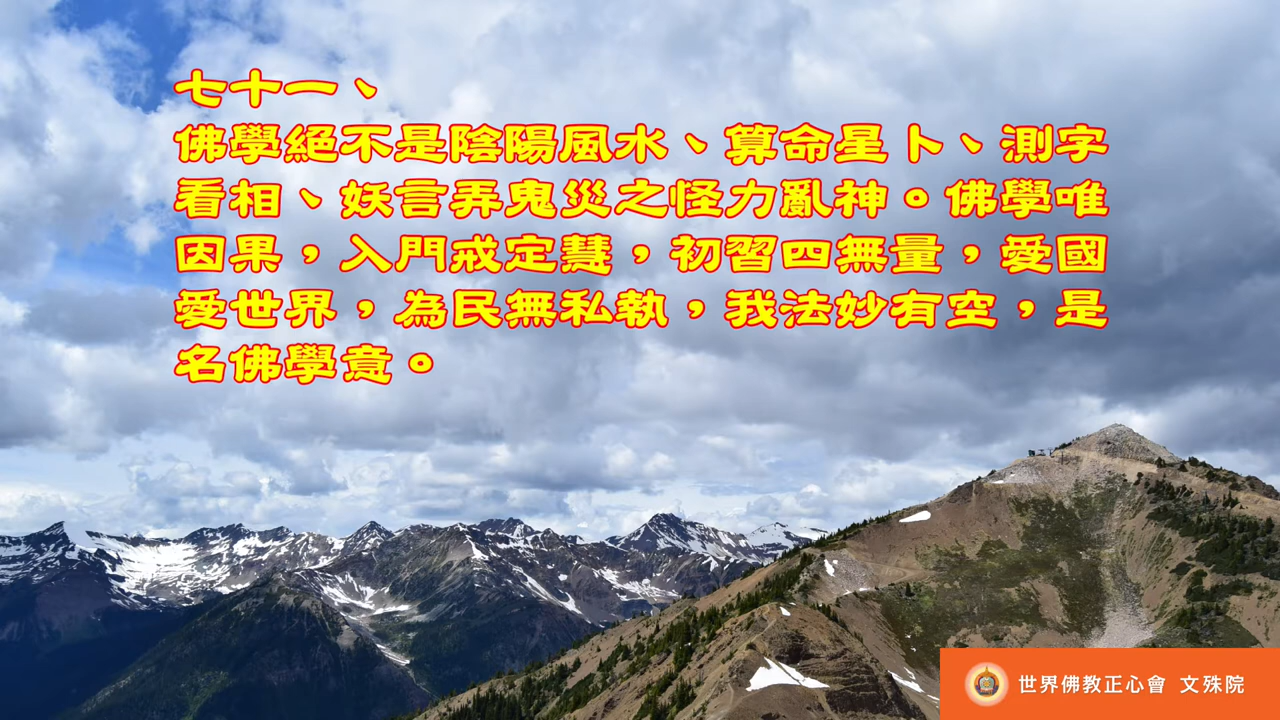 七十一、
佛學絕不是陰陽風水、算命星卜、測字
看相、妖言弄鬼災之怪力亂神。佛學唯
因果，入門戒定慧，初習四無量，愛國
愛世界，為民無私執，我法妙有空，是
名佛學意。
世界佛教正心會 文殊院